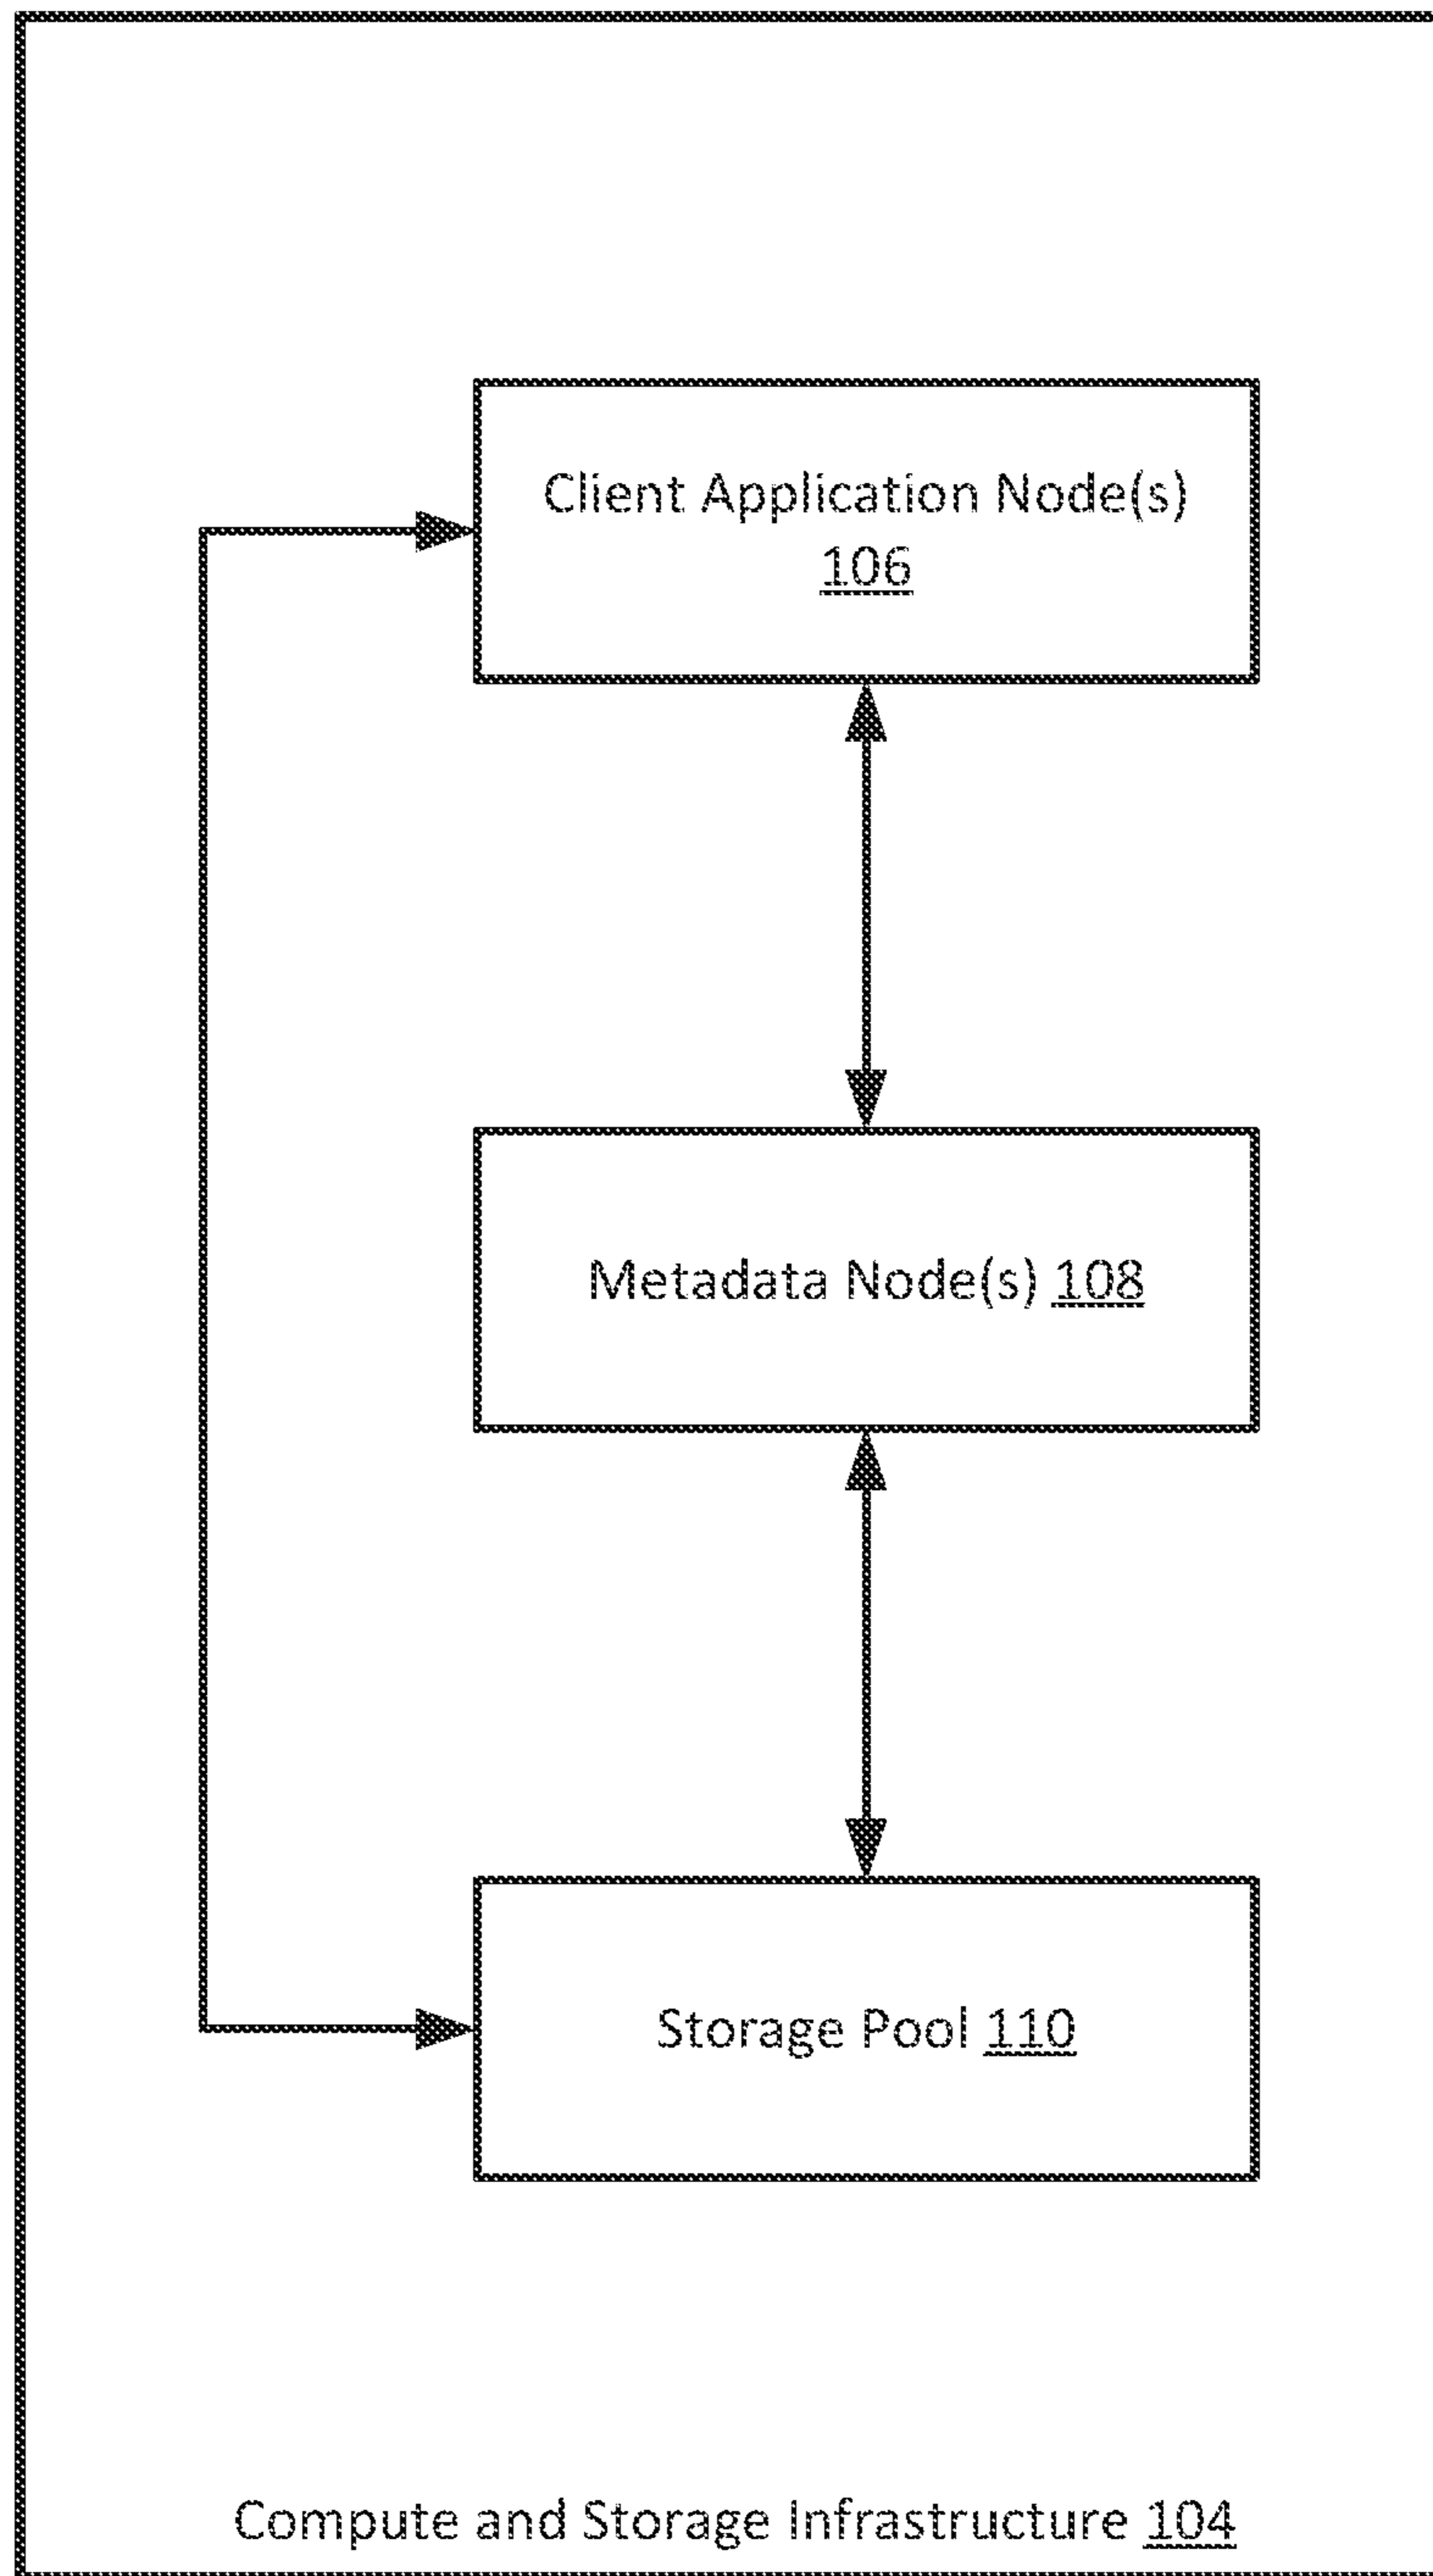 Client Application Node(s)
106
Metadata Node(s) 108
Storage Pool 110
Compute and Storage Infrastructure 104